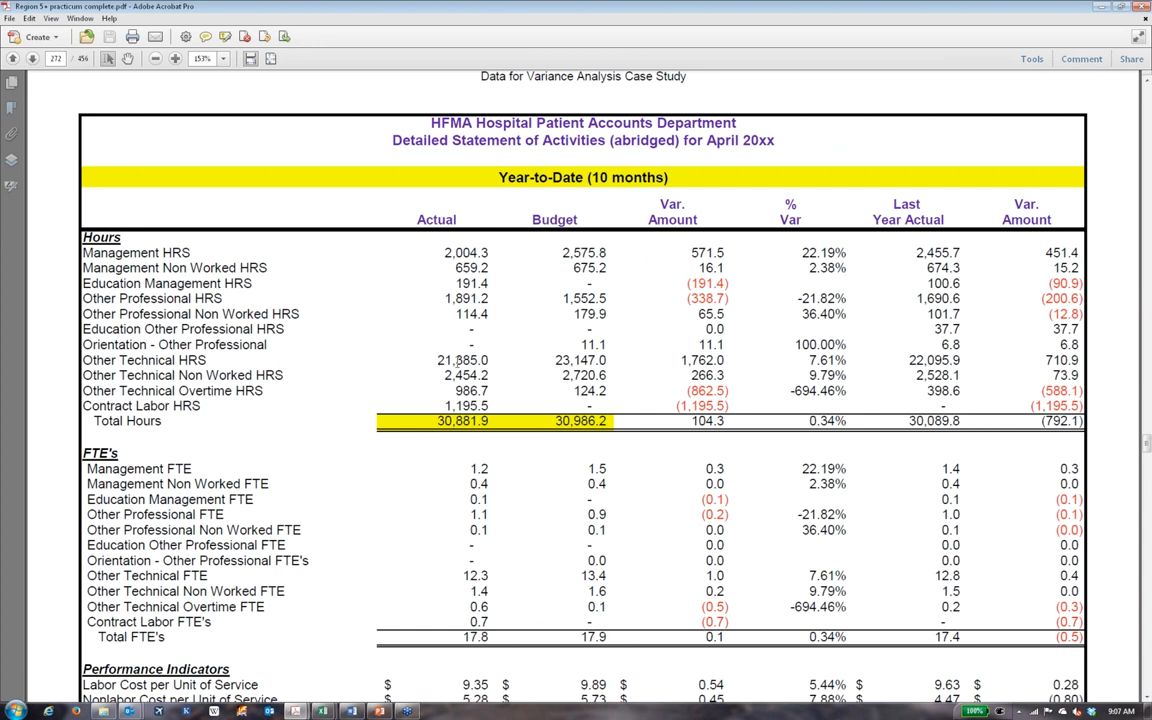 Region 5+ practicum complete.pdf - Adobe Acrobat Pro
File Edit View Window Help
Create
272 / 456 153% Tools Comment Share
Data for Variance Analysis Case Study
HFMA Hospital Patient Accounts Department
Detailed Statement of Activities (abridged) for April 20xx
Year-to-Date (10 months)
Var. % Last Var.
Actual Budget Amount Var Year Actual Amount
Hours
Management HRS 2,004.3 2,575.8 571.5 22.19% 2,455.7 451.4
Management Non Worked HRS 659.2 675.2 16.1 2.38% 674.3 15.2
Education Management HRS 191.4 - (191.4) 100.6 (90.9)
Other Professional HRS 1,891.2 1,552.5 (338.7) -21.82% 1,690.6 (200.6)
Other Professional Non Worked HRS 114.4 179.9 65.5 36.40% 101.7 (12.8)
Education Other Professional HRS - - 0.0 37.7 37.7
Orientation - Other Professional - 11.1 11.1 100.00% 6.8 6.8
Other Technical HRS 21,385.0 23,147.0 1,762.0 7.61% 22,095.9 710.9
Other Technical Non Worked HRS 2,454.2 2,720.6 266.3 9.79% 2,528.1 73.9
Other Technical Overtime HRS 986.7 124.2 (862.5) -694.46% 398.6 (588.1)
Contract Labor HRS 1,195.5 - (1,195.5) - (1,195.5)
Total Hours 30,881.9 30,986.2 104.3 0.34% 30,089.8 (792.1)
FTE's
Management FTE 1.2 1.5 0.3 22.19% 1.4 0.3
Management Non Worked FTE 0.4 0.4 0.0 2.38% 0.4 0.0
Education Management FTE 0.1 - (0.1) 0.1 (0.1)
Other Professional FTE 1.1 0.9 (0.2) -21.82% 1.0 (0.1)
Other Professional Non Worked FTE 0.1 0.1 0.0 36.40% 0.1 (0.0)
Education Other Professional FTE - - 0.0 0.0 0.0
Orientation - Other Professional FTE's - 0.0 0.0 0.0 0.0
Other Technical FTE 12.3 13.4 1.0 7.61% 12.8 0.4
Other Technical Non Worked FTE 1.4 1.6 0.2 9.79% 1.5 0.0
Other Technical Overtime FTE 0.6 0.1 (0.5) -694.46% 0.2 (0.3)
Contract Labor FTE's 0.7 - (0.7) - (0.7)
Total FTE's 17.8 17.9 0.1 0.34% 17.4 (0.5)
Performance Indicators
Labor Cost per Unit of Service $ 9.35 $ 9.89 $ 0.54 5.44% $ 9.63 $ 0.28
Nonlabor Cost per Unit of Service $ 5.28 $ 5.73 $ 0.45 7.88% $ 4.47 $ (0.80)
100% 9:07 AM